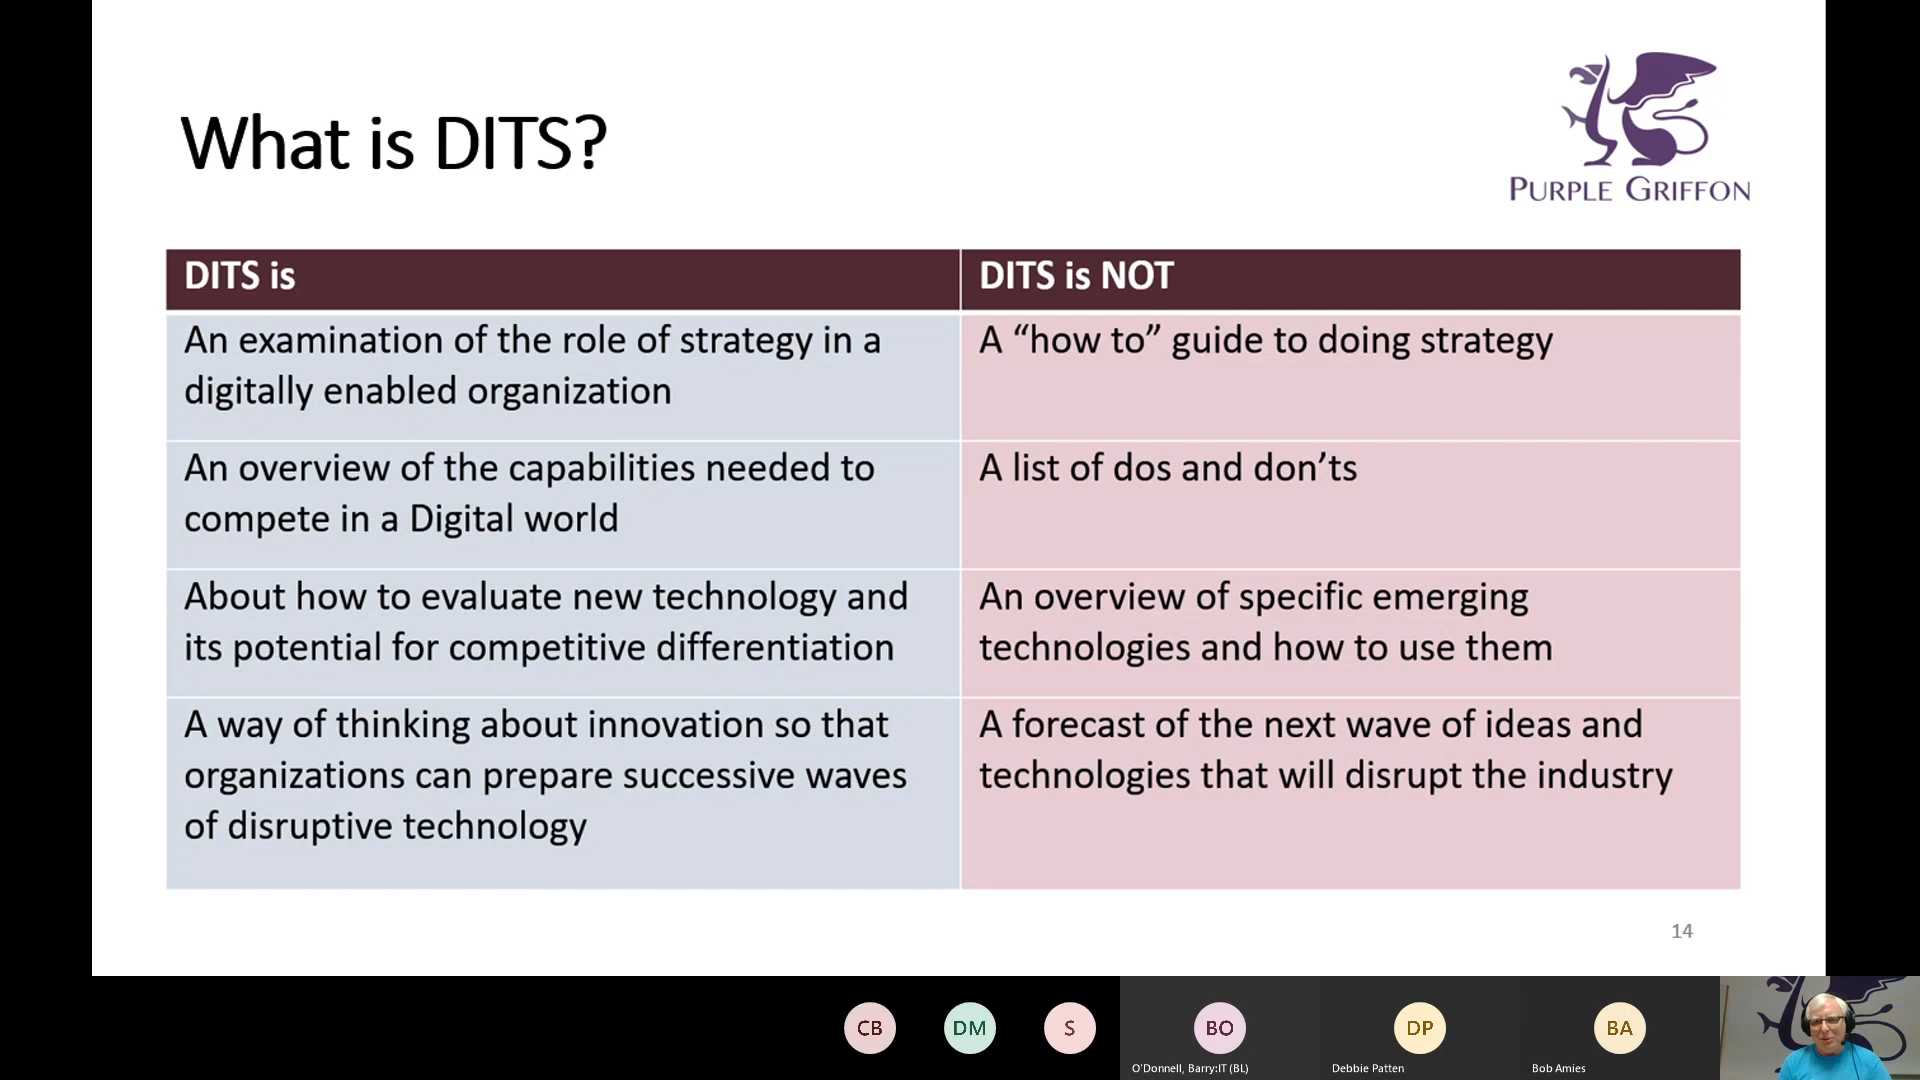 What is DITS?
PURPLE GRIFFON
DITS is
DITS is NOT
An examination of the role of strategy in a
digitally enabled organization
A “how to” guide to doing strategy
An overview of the capabilities needed to
compete in a Digital world
A list of dos and don’ts
About how to evaluate new technology and
its potential for competitive differentiation
An overview of specific emerging
technologies and how to use them
A way of thinking about innovation so that
organizations can prepare successive waves
of disruptive technology
A forecast of the next wave of ideas and
technologies that will disrupt the industry
14
CB
DM
S
BO
O'Donnell, Barry:IT (BL)
DP
Debbie Patten
BA
Bob Amies